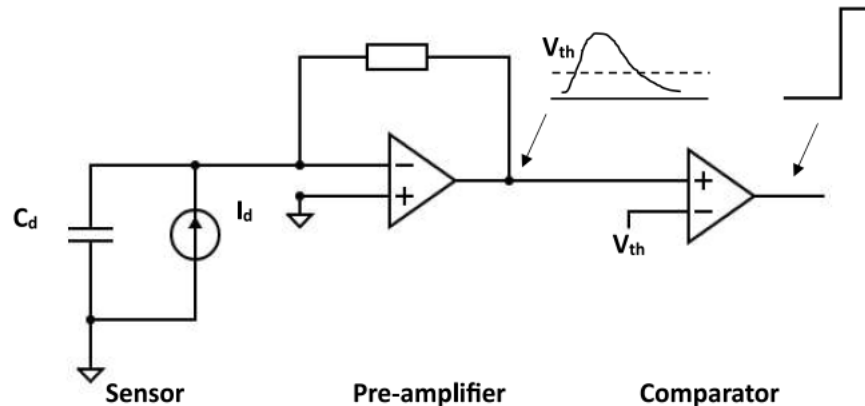 Vth
Cd
Id
Vth
Sensor
Pre-amplifier
Comparator